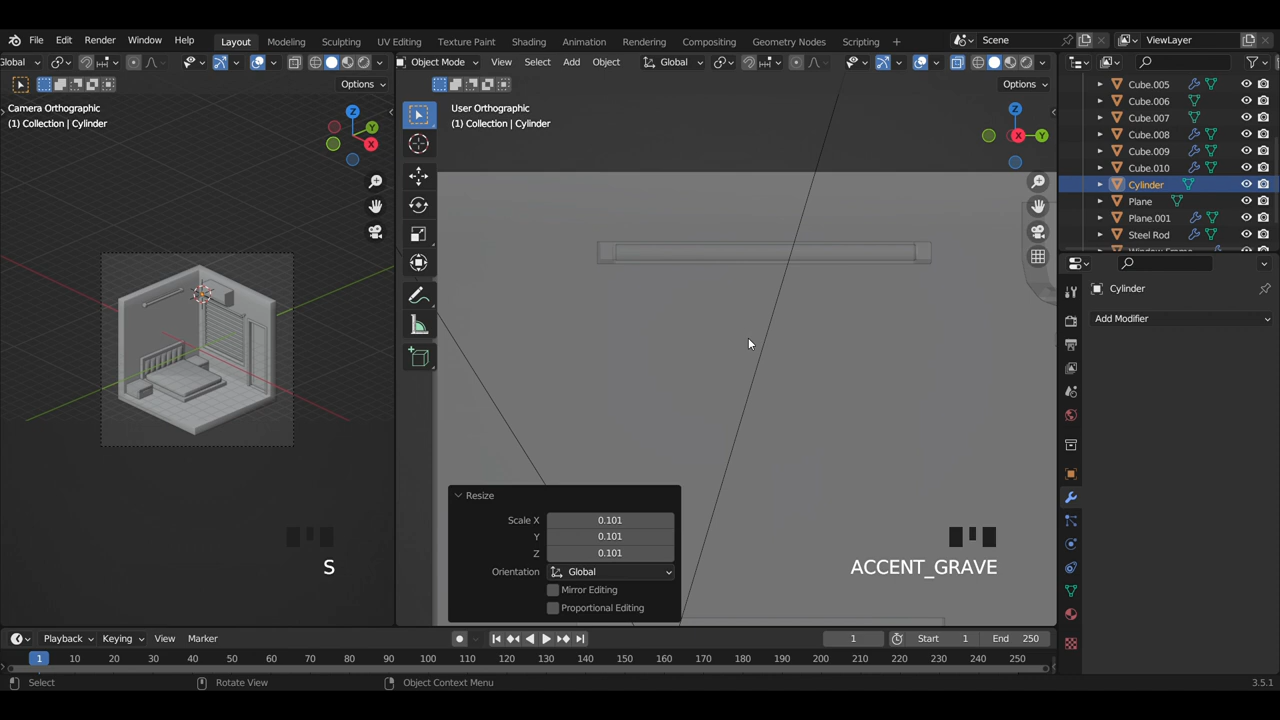 File Edit Render Window Help Layout Modeling Sculpting UV Editing Texture Paint Shading Animation Rendering Compositing Geometry Nodes Scripting + Scene ViewLayer
Global Object Mode View Select Add Object Global
Options Options
Camera Orthographic
(1) Collection | Cylinder
User Orthographic
(1) Collection | Cylinder
Z
Y
X
Z
X
Y
Cube.005
Cube.006
Cube.007
Cube.008
Cube.009
Cube.010
Cylinder
Plane
Plane.001
Steel Rod
Cylinder
Add Modifier
Resize
Scale X 0.101
Y 0.101
Z 0.101
Orientation Global
Mirror Editing
Proportional Editing
S
ACCENT_GRAVE
Playback Keying View Marker 1 Start 1 End 250
1 10 20 30 40 50 60 70 80 90 100 110 120 130 140 150 160 170 180 190 200 210 220 230 240 250
Select Rotate View Object Context Menu 3.5.1